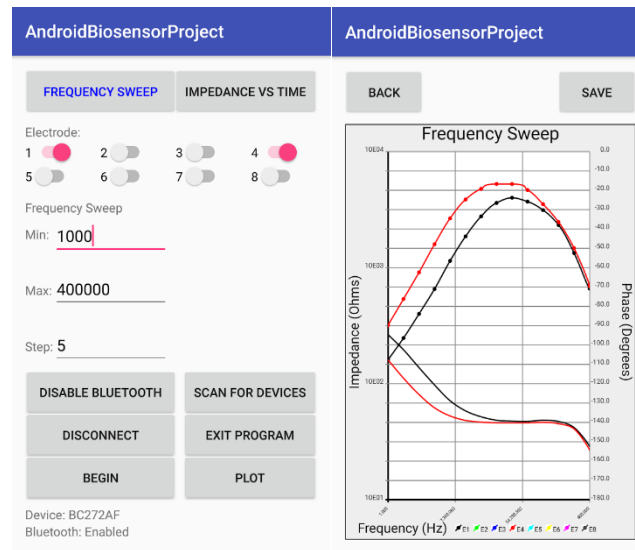 AndroidBiosensorProject
FREQUENCY SWEEP
IMPEDANCE VS TIME
Electrode:
1 2 3 4
5 6 7 8
Frequency Sweep
Min: 1000
Max: 400000
Step: 5
DISABLE BLUETOOTH
SCAN FOR DEVICES
DISCONNECT
EXIT PROGRAM
BEGIN
PLOT
Device: BC272AF
Bluetooth: Enabled
AndroidBiosensorProject
BACK
SAVE
Frequency Sweep
10E04
10E03
10E02
10E01
Impedance (Ohms)
0.0
-10.0
-20.0
-30.0
-40.0
-50.0
-60.0
-70.0
-80.0
-90.0
-100.0
-110.0
-120.0
-130.0
-140.0
-150.0
-160.0
-170.0
-180.0
Phase (Degrees)
Frequency (Hz)
E1 E2 E3 E4 E5 E6 E7 E8